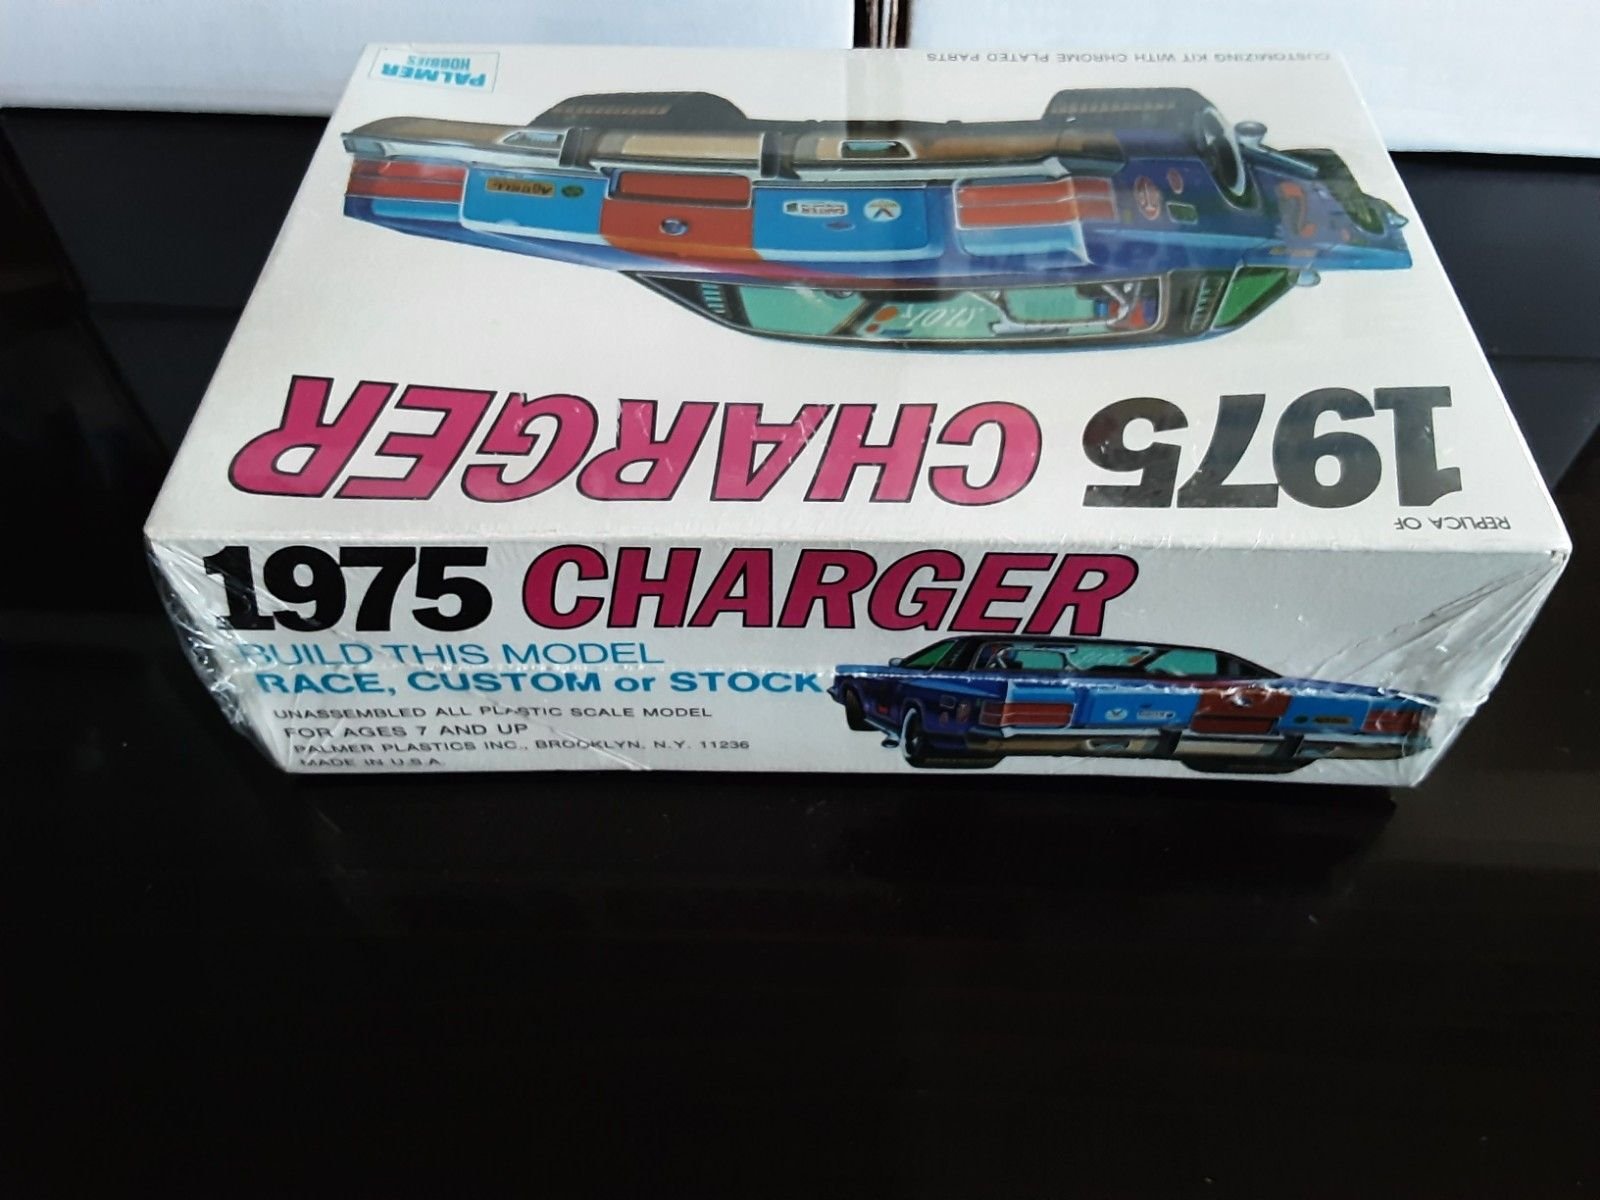 PALMER
HOBBIES
CUSTOMIZING KIT WITH CHROME PLATED PARTS
REPLICA OF
1975 CHARGER
1975 CHARGER
BUILD THIS MODEL
RACE, CUSTOM or STOCK
UNASSEMBLED ALL PLASTIC SCALE MODEL
FOR AGES 7 AND UP
PALMER PLASTICS INC., BROOKLYN, N.Y. 11236
MADE IN U.S.A.